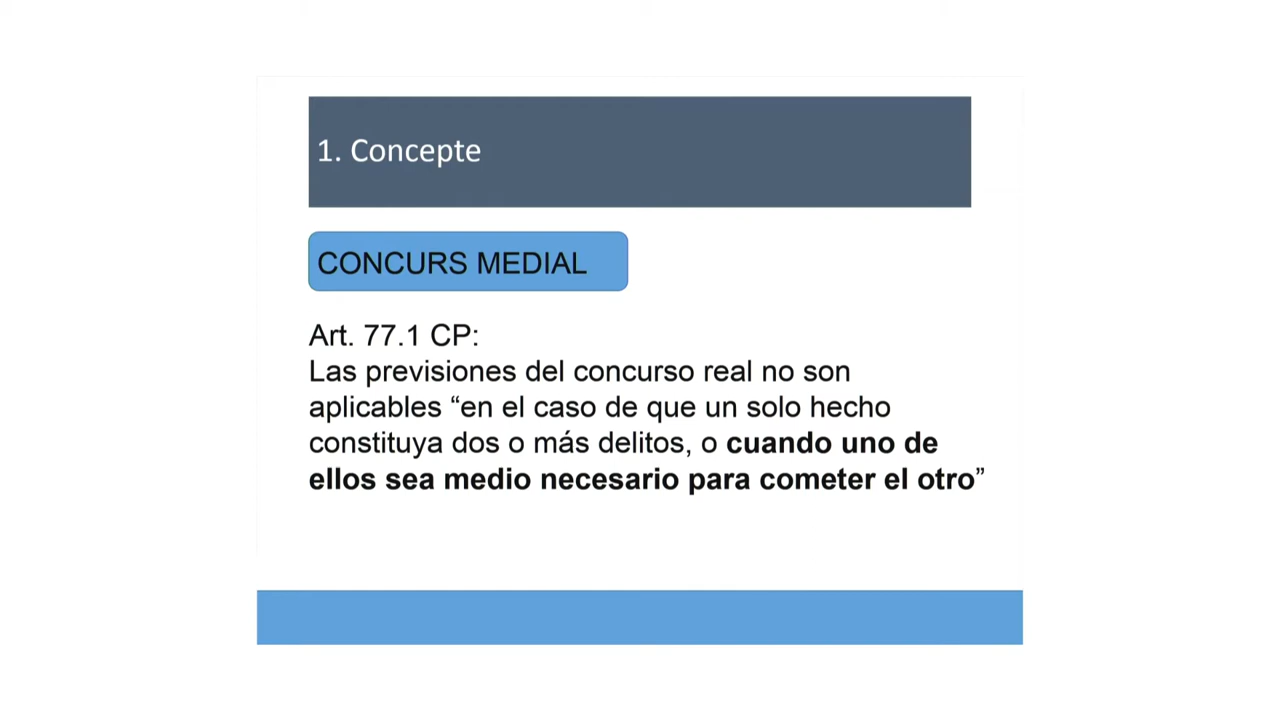 1. Concepte
CONCURS MEDIAL
Art. 77.1 CP:
Las previsiones del concurso real no son
aplicables “en el caso de que un solo hecho
constituya dos o más delitos, o cuando uno de
ellos sea medio necesario para cometer el otro”